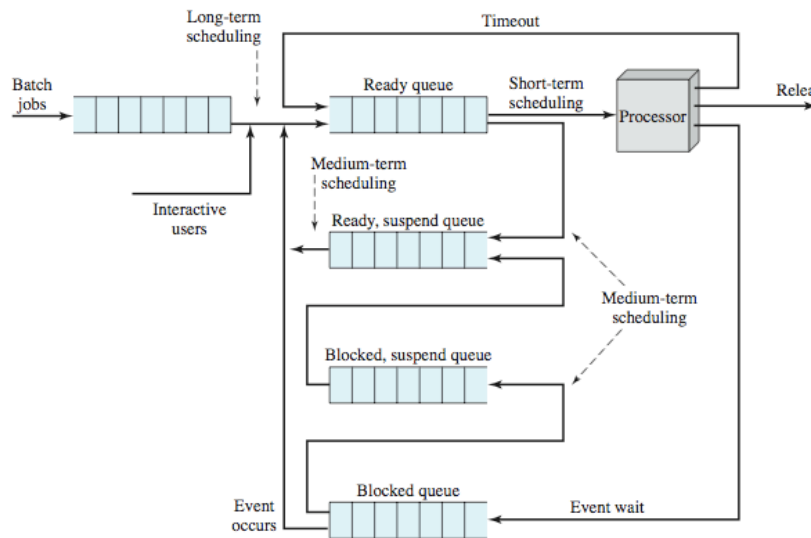 Long-term
scheduling
Timeout
Batch
jobs
Ready queue
Short-term
scheduling
Processor
Relea
Medium-term
scheduling
Interactive
users
Ready, suspend queue
Medium-term
scheduling
Blocked, suspend queue
Blocked queue
Event
occurs
Event wait